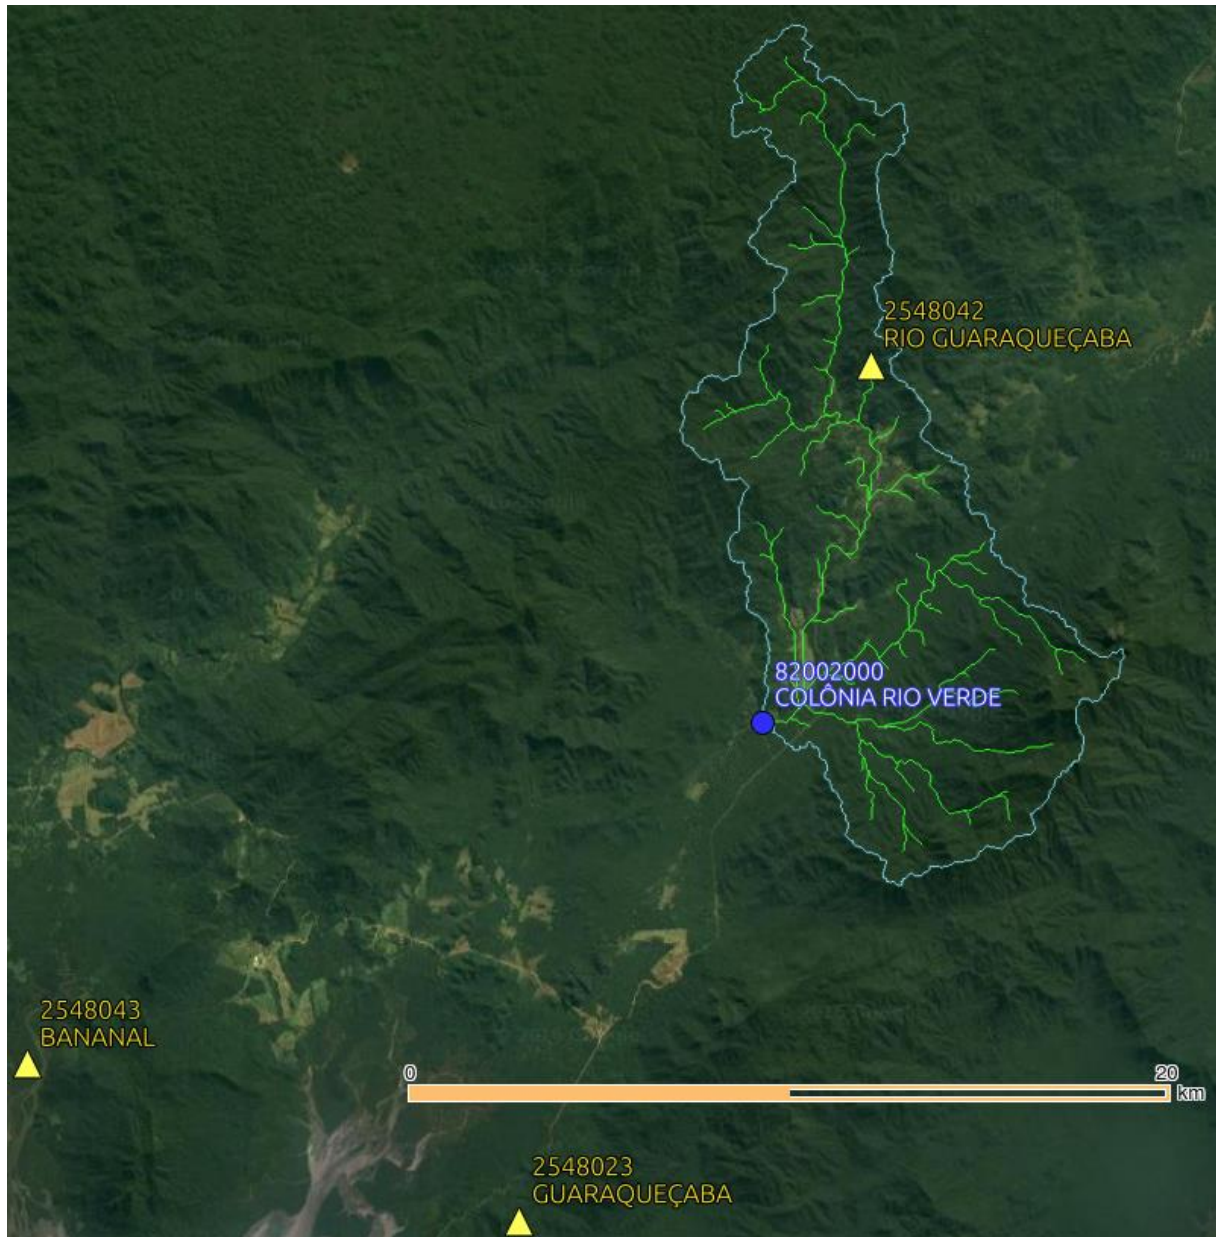 2548042
RIO GUARAQUEÇABA
82002000
COLÔNIA RIO VERDE
2548043
BANANAL
0
20
km
2548023
GUARAQUEÇABA